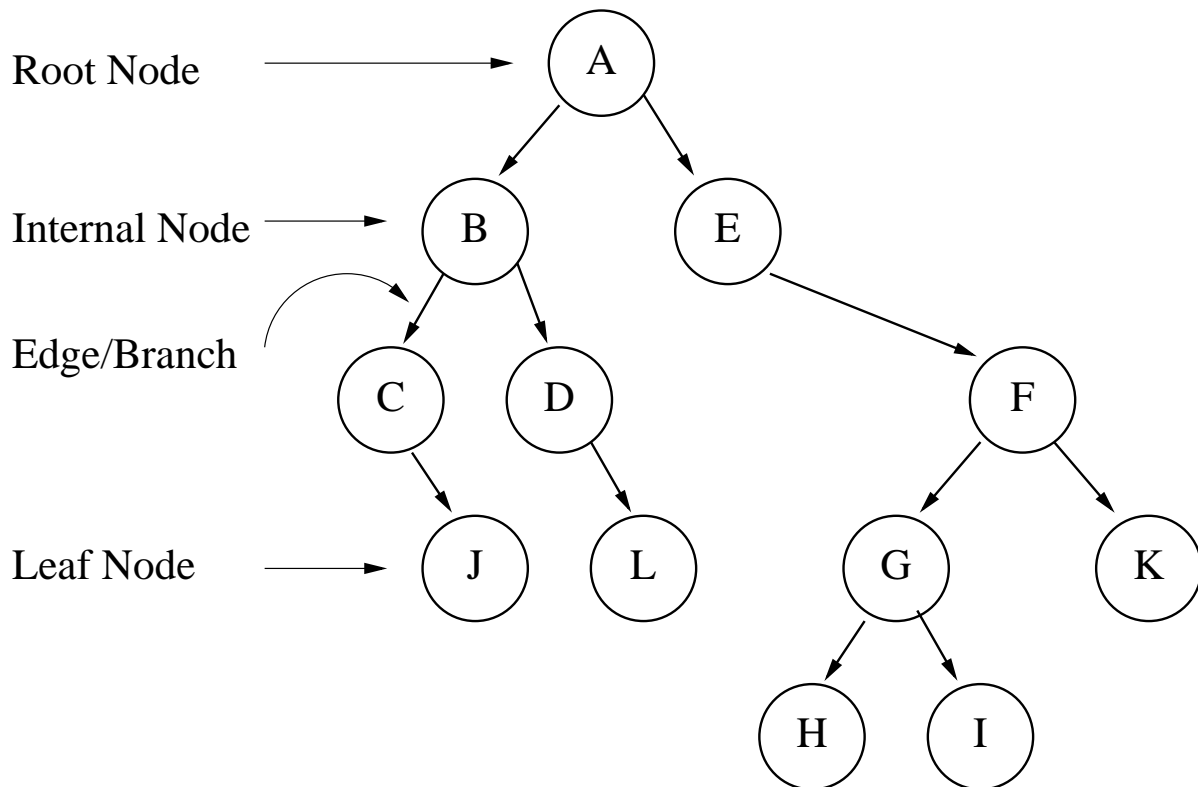 Root Node
A
Internal Node
B
E
Edge/Branch
C
D
F
Leaf Node
J
L
G
K
H
I